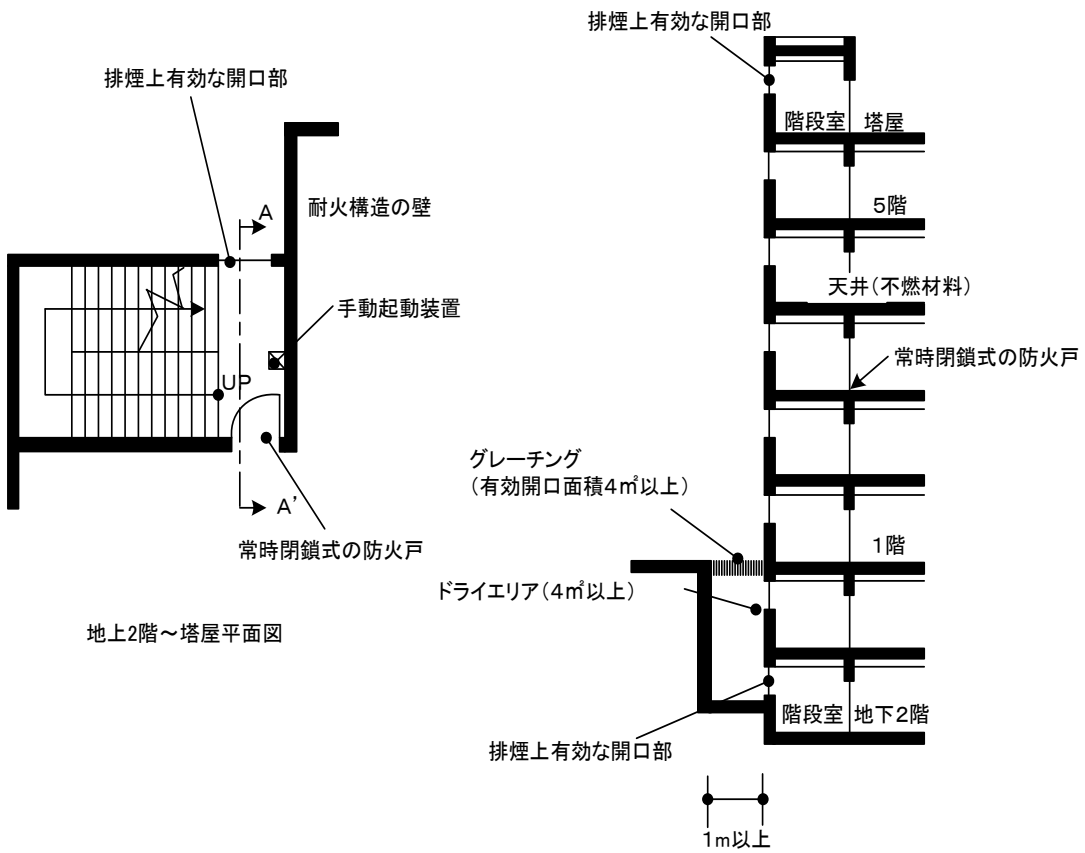 排煙上有効な開口部
A
耐火構造の壁
手動起動装置
UP
A'
常時閉鎖式の防火戸
地上2階～塔屋平面図
排煙上有効な開口部
階段室 塔屋
5階
天井（不燃材料）
常時閉鎖式の防火戸
グレーチング
（有効開口面積4㎡以上）
1階
ドライエリア（4㎡以上）
階段室 地下2階
排煙上有効な開口部
1m以上